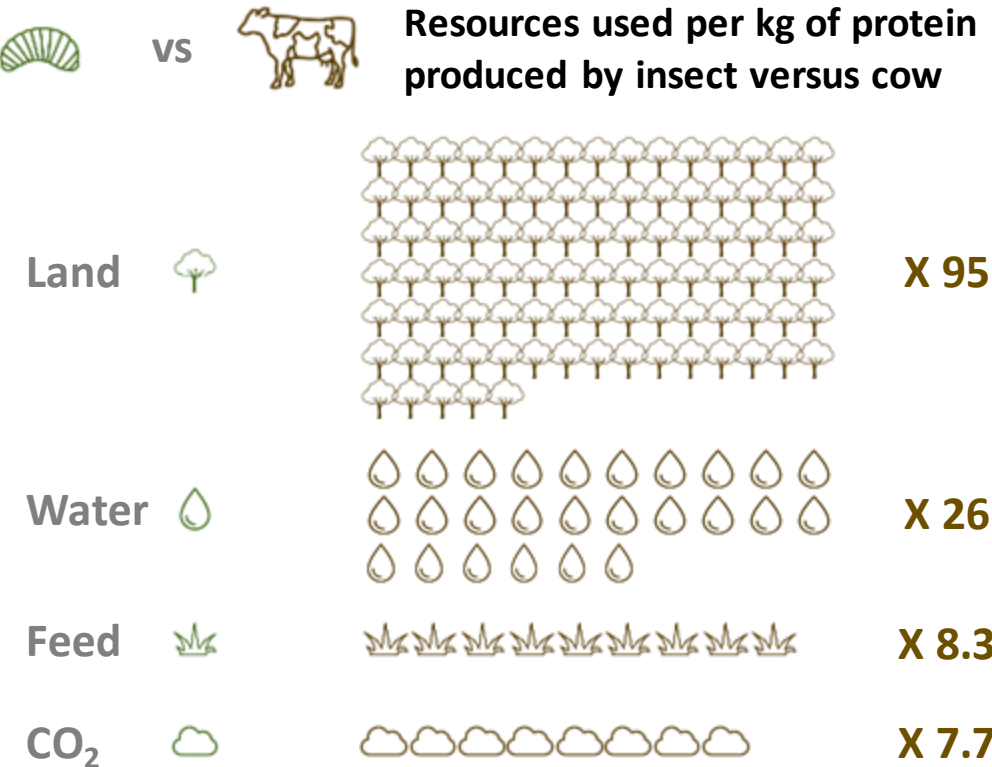 vs
Resources used per kg of protein
produced by insect versus cow
Land X 95
Water X 26
Feed X 8.3
CO₂ X 7.7